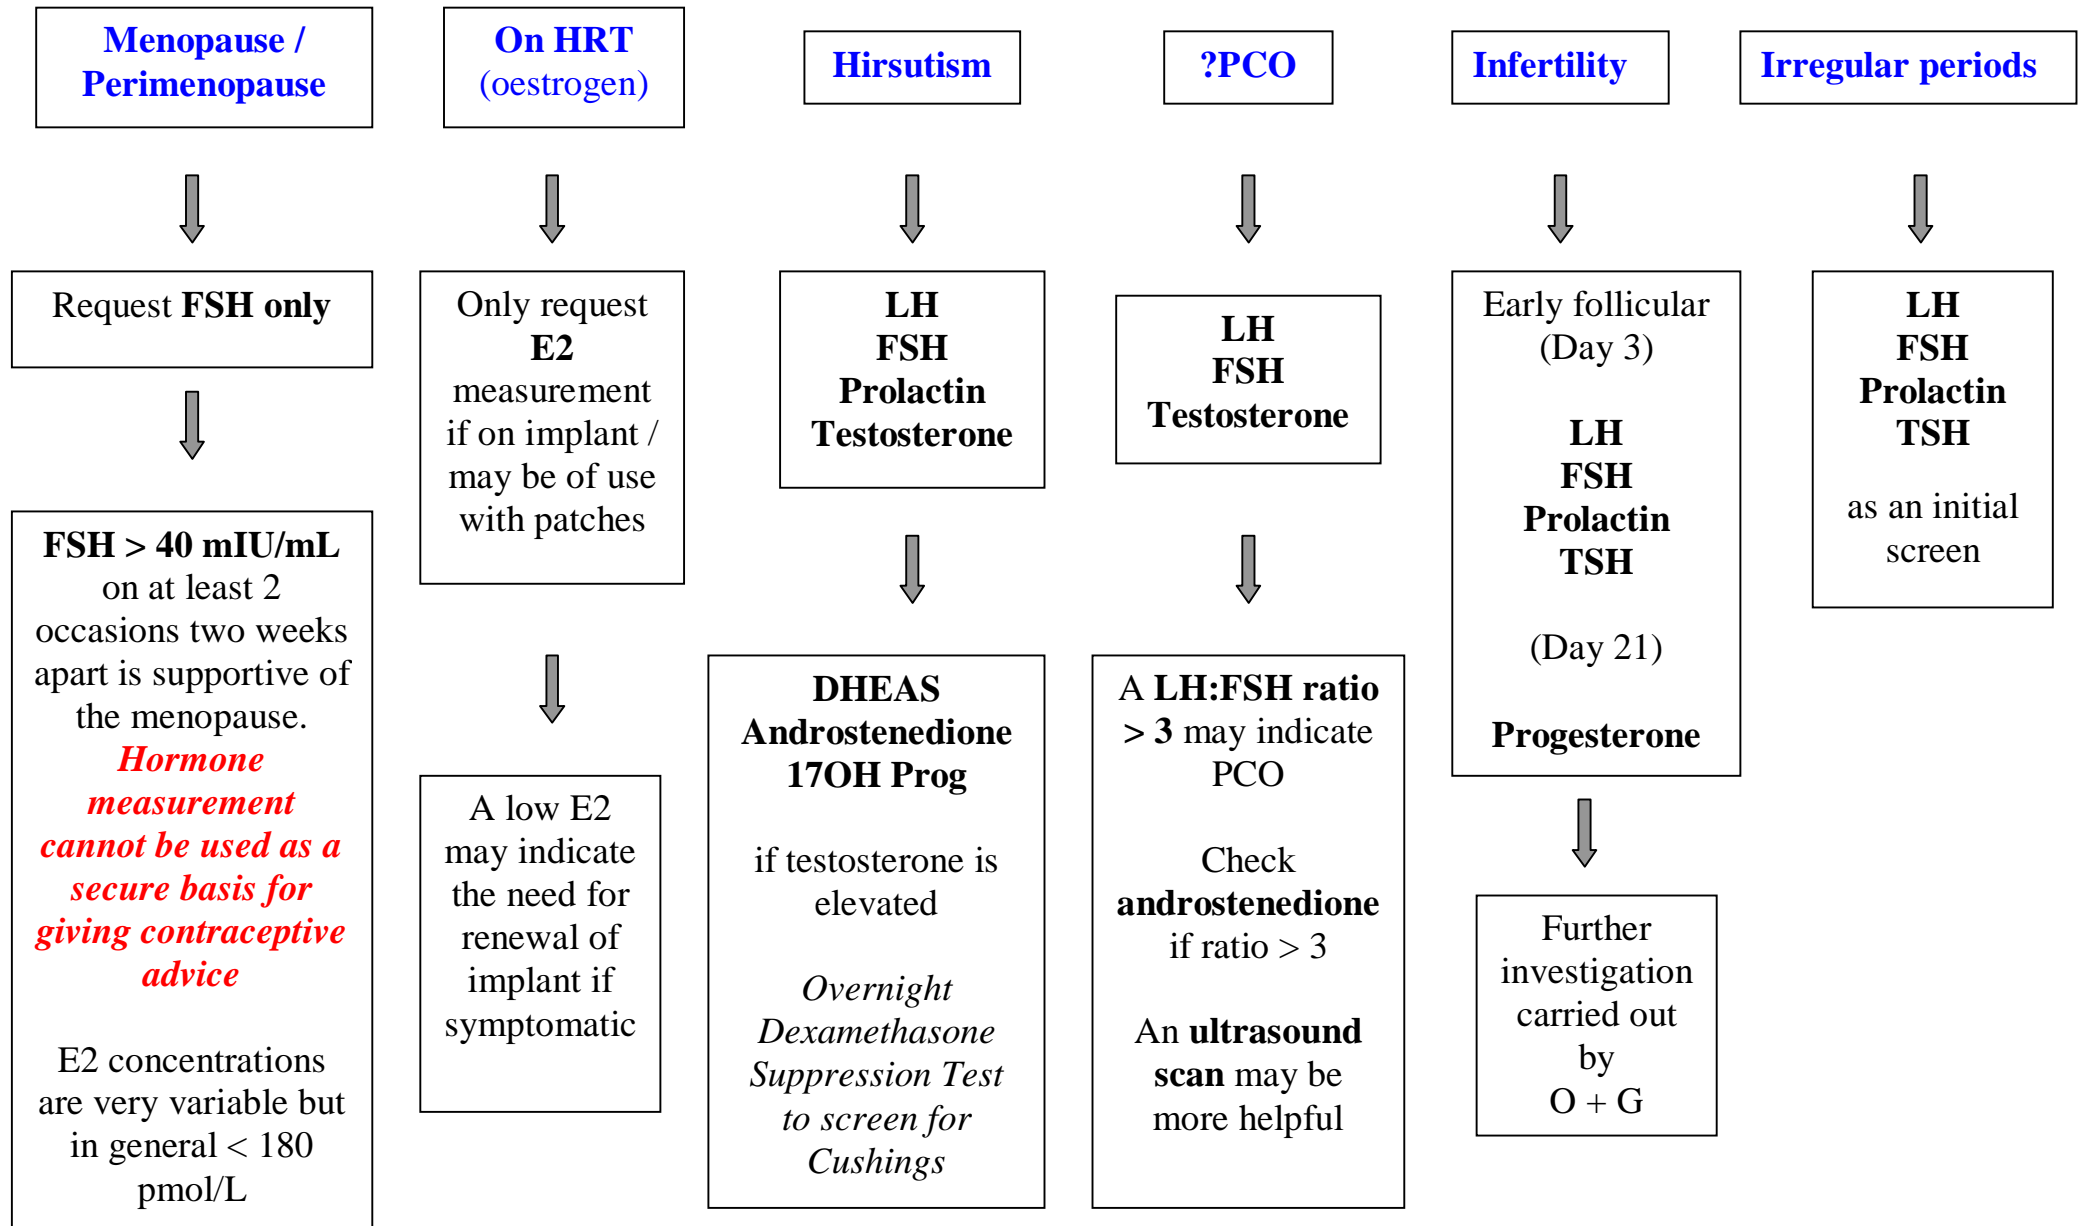 Menopause /
Perimenopause
Request FSH only
FSH > 40 mIU/mL
on at least 2
occasions two weeks
apart is supportive of
the menopause.
Hormone
measurement
cannot be used as a
secure basis for
giving contraceptive
advice
E2 concentrations
are very variable but
in general < 180
pmol/L
On HRT
(oestrogen)
Only request
E2
measurement
if on implant /
may be of use
with patches
A low E2
may indicate
the need for
renewal of
implant if
symptomatic
Hirsutism
LH
FSH
Prolactin
Testosterone
DHEAS
Androstenedione
17OH Prog
if testosterone is
elevated
Overnight
Dexamethasone
Suppression Test
to screen for
Cushings
?PCO
LH
FSH
Testosterone
A LH:FSH ratio
> 3 may indicate
PCO
Check
androstenedione
if ratio > 3
An ultrasound
scan may be
more helpful
Infertility
Early follicular
(Day 3)
LH
FSH
Prolactin
TSH
(Day 21)
Progesterone
Further
investigation
carried out
by
O + G
Irregular periods
LH
FSH
Prolactin
TSH
as an initial
screen